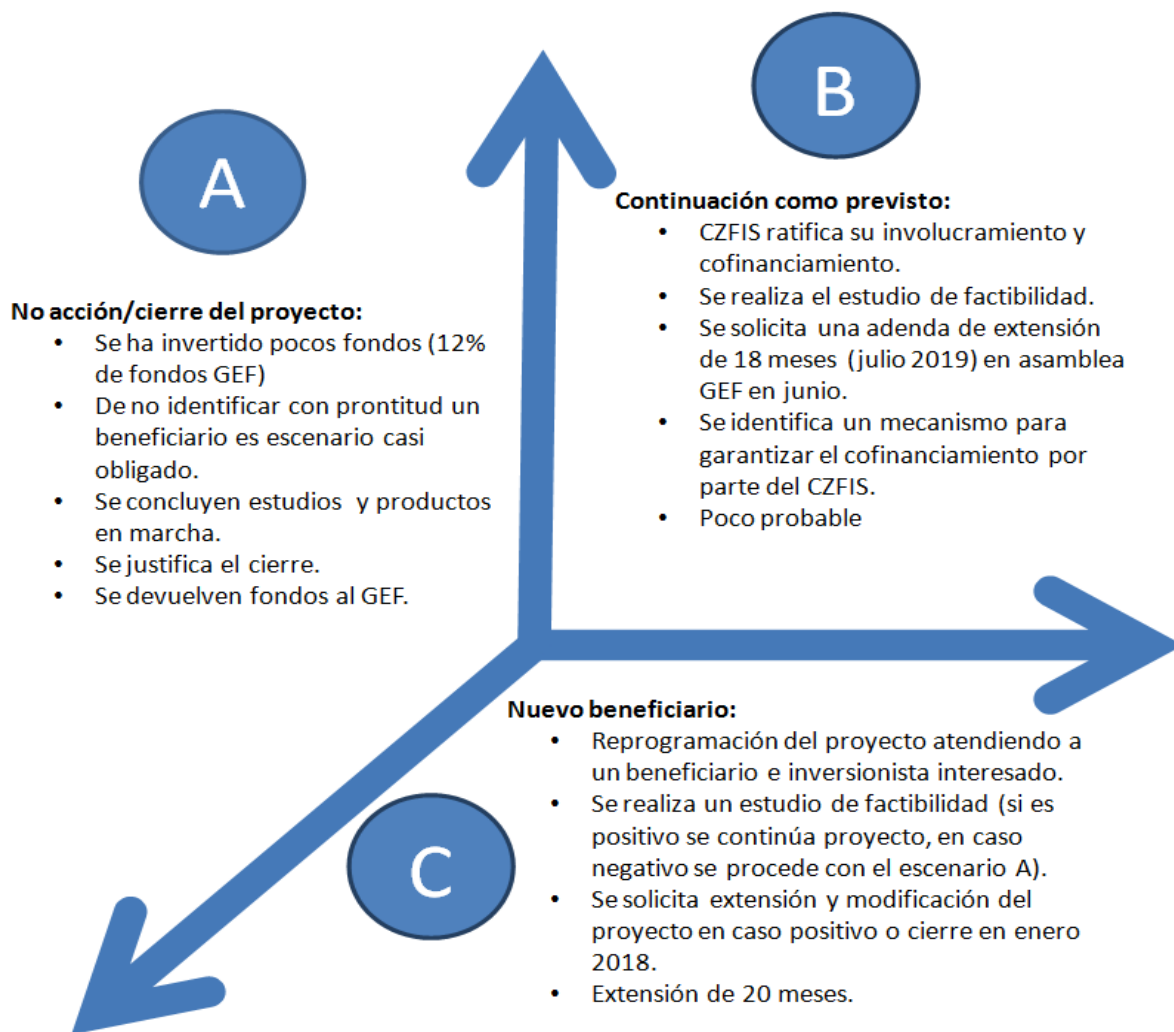 A
No acción/cierre del proyecto:
• Se ha invertido pocos fondos (12%
de fondos GEF)
• De no identificar con prontitud un
beneficiario es escenario casi
obligado.
• Se concluyen estudios y productos
en marcha.
• Se justifica el cierre.
• Se devuelven fondos al GEF.
B
Continuación como previsto:
• CZFIS ratifica su involucramiento y
cofinanciamiento.
• Se realiza el estudio de factibilidad.
• Se solicita una adenda de extensión
de 18 meses (julio 2019) en asamblea
GEF en junio.
• Se identifica un mecanismo para
garantizar el cofinanciamiento por
parte del CZFIS.
• Poco probable
C
Nuevo beneficiario:
• Reprogramación del proyecto atendiendo a
un beneficiario e inversionista interesado.
• Se realiza un estudio de factibilidad (si es
positivo se continúa proyecto, en caso
negativo se procede con el escenario A).
• Se solicita extensión y modificación del
proyecto en caso positivo o cierre en enero
2018.
• Extensión de 20 meses.